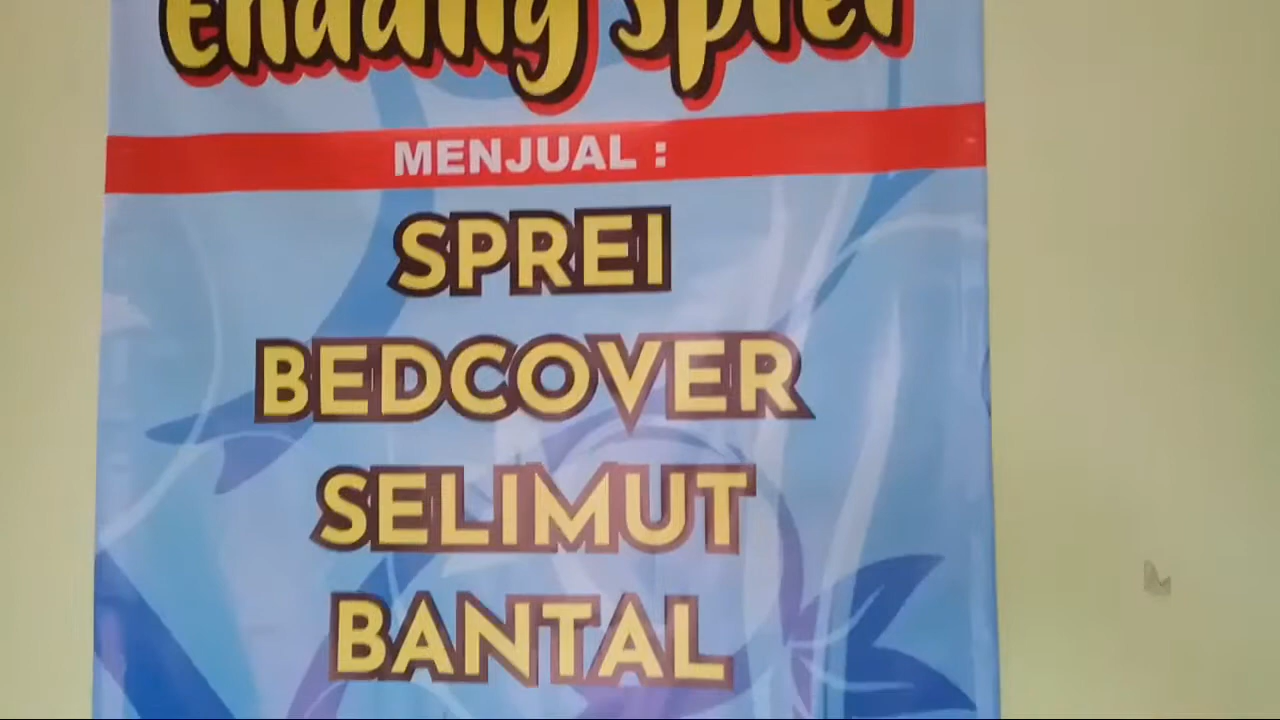 Endang Sprei
MENJUAL :
SPREI
BEDCOVER
SELIMUT
BANTAL